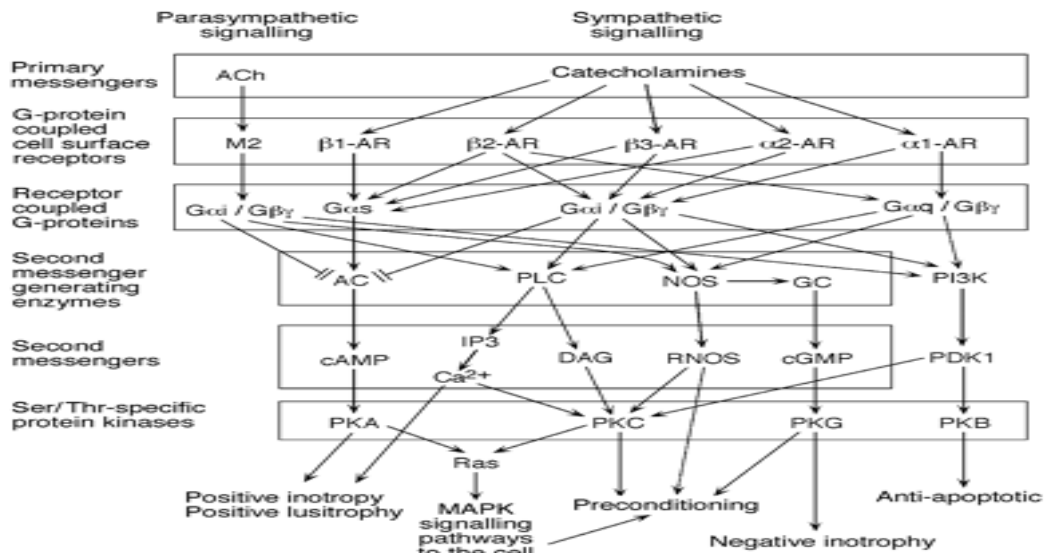 Parasympathetic
signalling
Sympathetic
signalling
Primary
messengers
ACh
Catecholamines
G-protein
coupled
cell surface
receptors
M2
β1-AR
β2-AR
β3-AR
α2-AR
α1-AR
Receptor
coupled
G-proteins
Gαi / Gβγ
Gαs
Gαi / Gβγ
Gαq / Gβγ
Second
messenger
generating
enzymes
AC
PLC
NOS
GC
PI3K
Second
messengers
cAMP
IP3
Ca2+
DAG
RNOS
cGMP
PDK1
Ser/Thr-specific
protein kinases
PKA
PKC
PKG
PKB
Ras
Positive inotropy
Positive lusitrophy
MAPK
signalling
pathways
to the cell
Preconditioning
Anti-apoptotic
Negative inotrophy